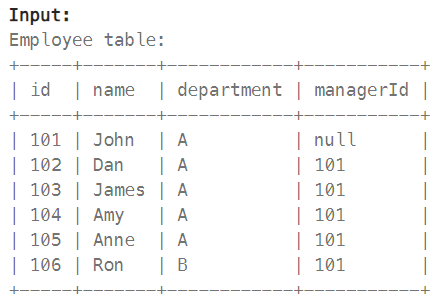 Input:
Employee table:
+-----+-------+------------+-----------+
| id  | name  | department | managerId |
+-----+-------+------------+-----------+
| 101 | John  | A          | null      |
| 102 | Dan   | A          | 101       |
| 103 | James | A          | 101       |
| 104 | Amy   | A          | 101       |
| 105 | Anne  | A          | 101       |
| 106 | Ron   | B          | 101       |
+-----+-------+------------+-----------+